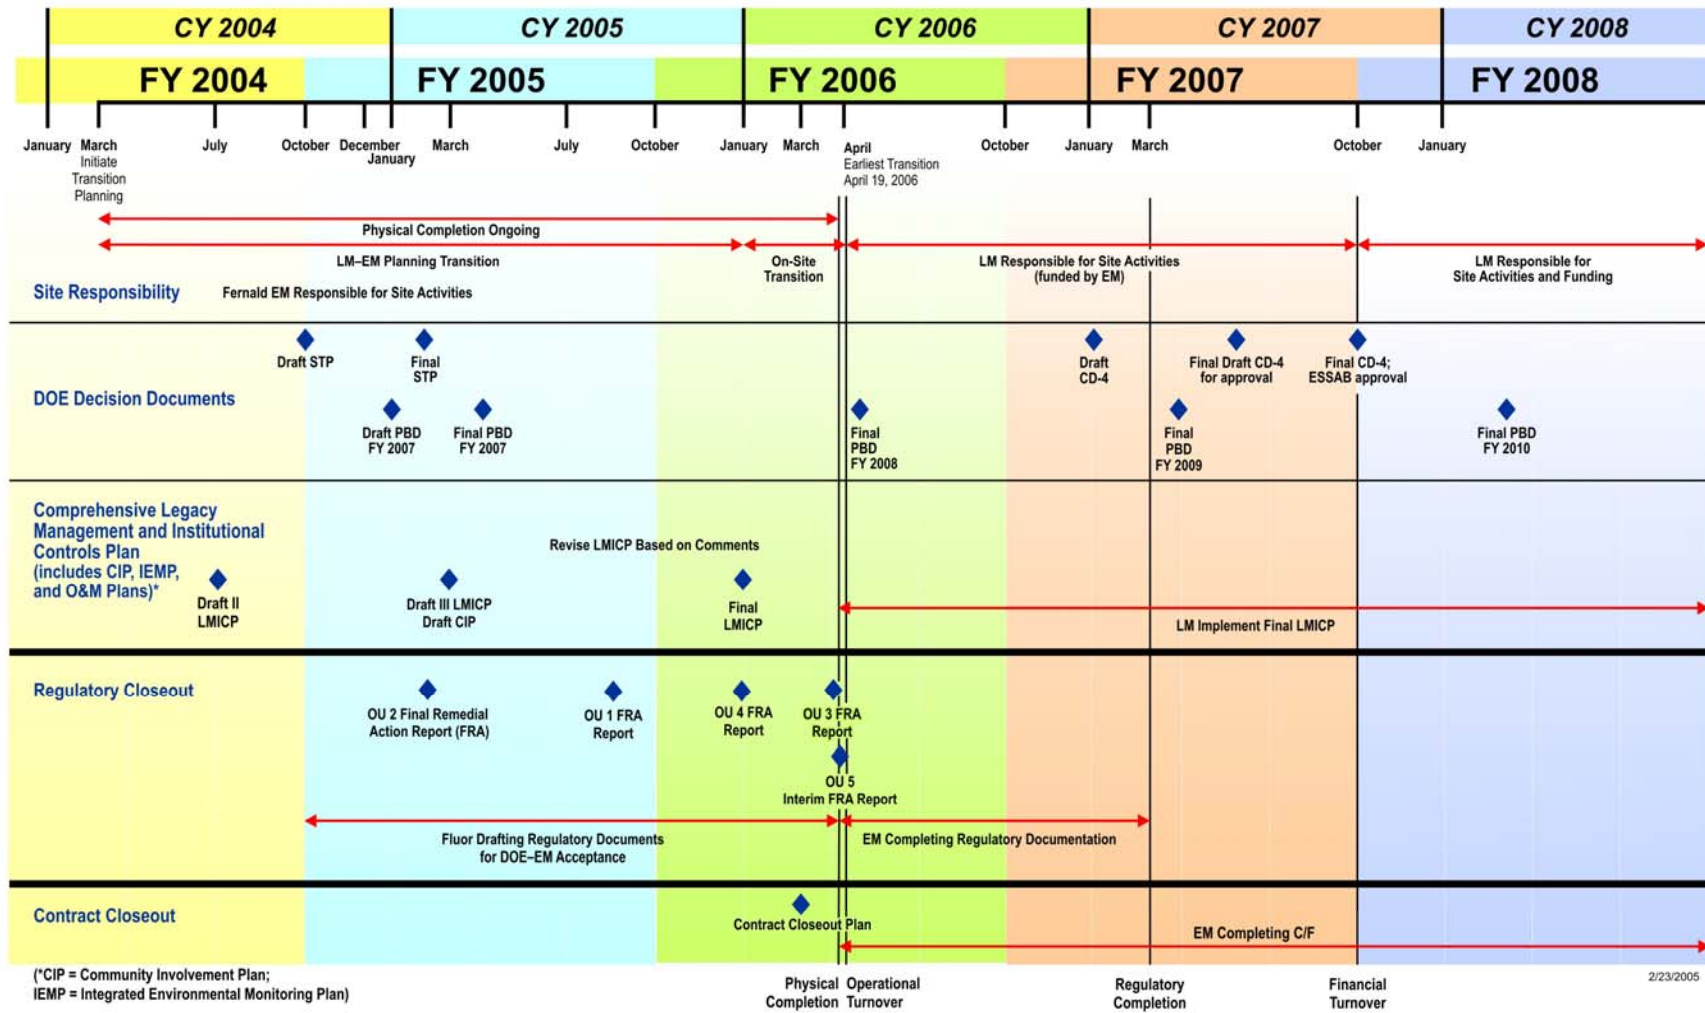 CY 2004
CY 2005
CY 2006
CY 2007
CY 2008
FY 2004
FY 2005
FY 2006
FY 2007
FY 2008
January
March
Initiate
Transition
Planning
July
October
December
January
March
July
October
January
March
April
Earliest Transition
April 19, 2006
October
January
March
October
January
Physical Completion Ongoing
LM–EM Planning Transition
On-Site
Transition
LM Responsible for Site Activities
(funded by EM)
LM Responsible for
Site Activities and Funding
Site Responsibility
Fernald EM Responsible for Site Activities
DOE Decision Documents
Draft STP
Final
STP
Draft
CD-4
Final Draft CD-4
for approval
Final CD-4;
ESSAB approval
Draft PBD
FY 2007
Final PBD
FY 2007
Final
PBD
FY 2008
Final
PBD
FY 2009
Final PBD
FY 2010
Comprehensive Legacy
Management and Institutional
Controls Plan
(includes CIP, IEMP,
and O&M Plans)*
Revise LMICP Based on Comments
Draft II
LMICP
Draft III LMICP
Draft CIP
Final
LMICP
LM Implement Final LMICP
Regulatory Closeout
OU 2 Final Remedial
Action Report (FRA)
OU 1 FRA
Report
OU 4 FRA
Report
OU 3 FRA
Report
OU 5
Interim FRA Report
Fluor Drafting Regulatory Documents
for DOE–EM Acceptance
EM Completing Regulatory Documentation
Contract Closeout
Contract Closeout Plan
EM Completing C/F
(*CIP = Community Involvement Plan;
IEMP = Integrated Environmental Monitoring Plan)
Physical
Completion
Operational
Turnover
Regulatory
Completion
Financial
Turnover
2/23/2005